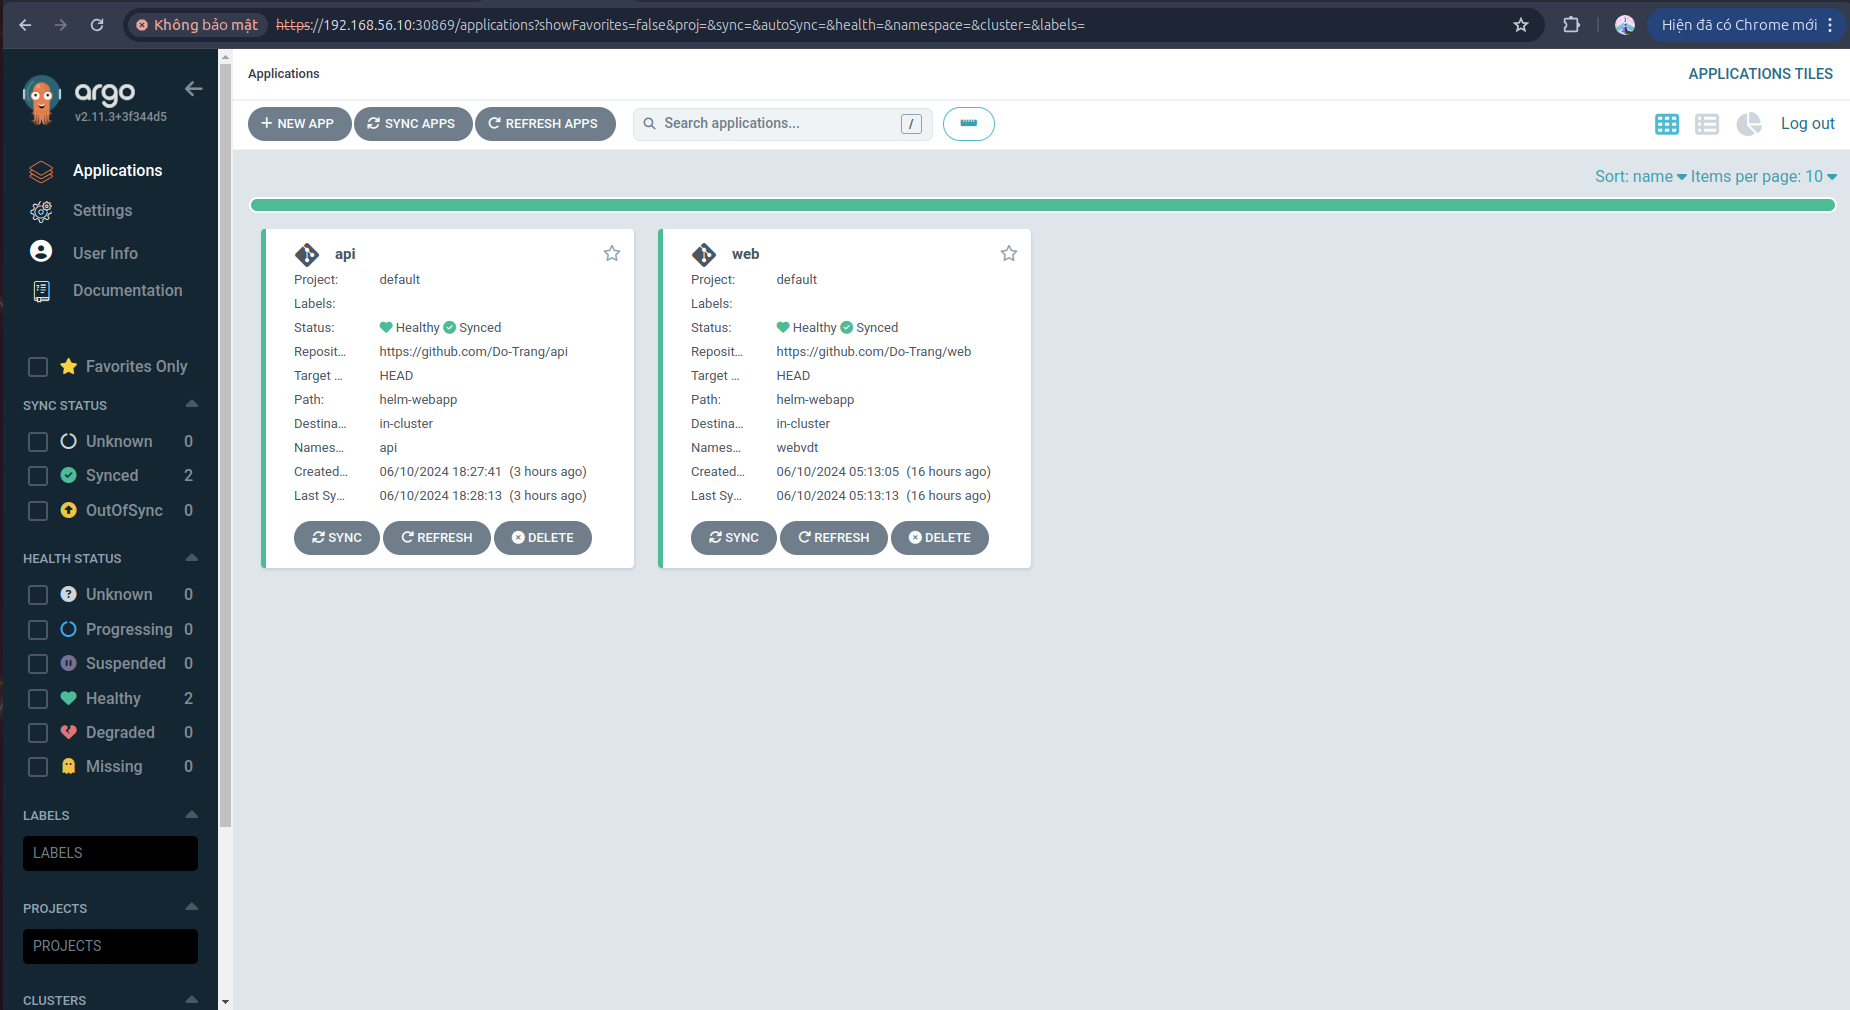 Không bảo mật https://192.168.56.10:30869/applications?showFavorites=false&proj=&sync=&autoSync=&health=&namespace=&cluster=&labels= Hiện đã có Chrome mới
argo
v2.11.3+3f344d5
Applications
Settings
User Info
Documentation
Favorites Only
SYNC STATUS
Unknown 0
Synced 2
OutOfSync 0
HEALTH STATUS
Unknown 0
Progressing 0
Suspended 0
Healthy 2
Degraded 0
Missing 0
LABELS
LABELS
PROJECTS
PROJECTS
CLUSTERS
Applications APPLICATIONS TILES
+ NEW APP SYNC APPS REFRESH APPS Search applications... / Log out
Sort: name Items per page: 10
api
Project: default
Labels:
Status: Healthy Synced
Reposit... https://github.com/Do-Trang/api
Target ... HEAD
Path: helm-webapp
Destina... in-cluster
Names... api
Created... 06/10/2024 18:27:41 (3 hours ago)
Last Sy... 06/10/2024 18:28:13 (3 hours ago)
SYNC REFRESH DELETE
web
Project: default
Labels:
Status: Healthy Synced
Reposit... https://github.com/Do-Trang/web
Target ... HEAD
Path: helm-webapp
Destina... in-cluster
Names... webvdt
Created... 06/10/2024 05:13:05 (16 hours ago)
Last Sy... 06/10/2024 05:13:13 (16 hours ago)
SYNC REFRESH DELETE